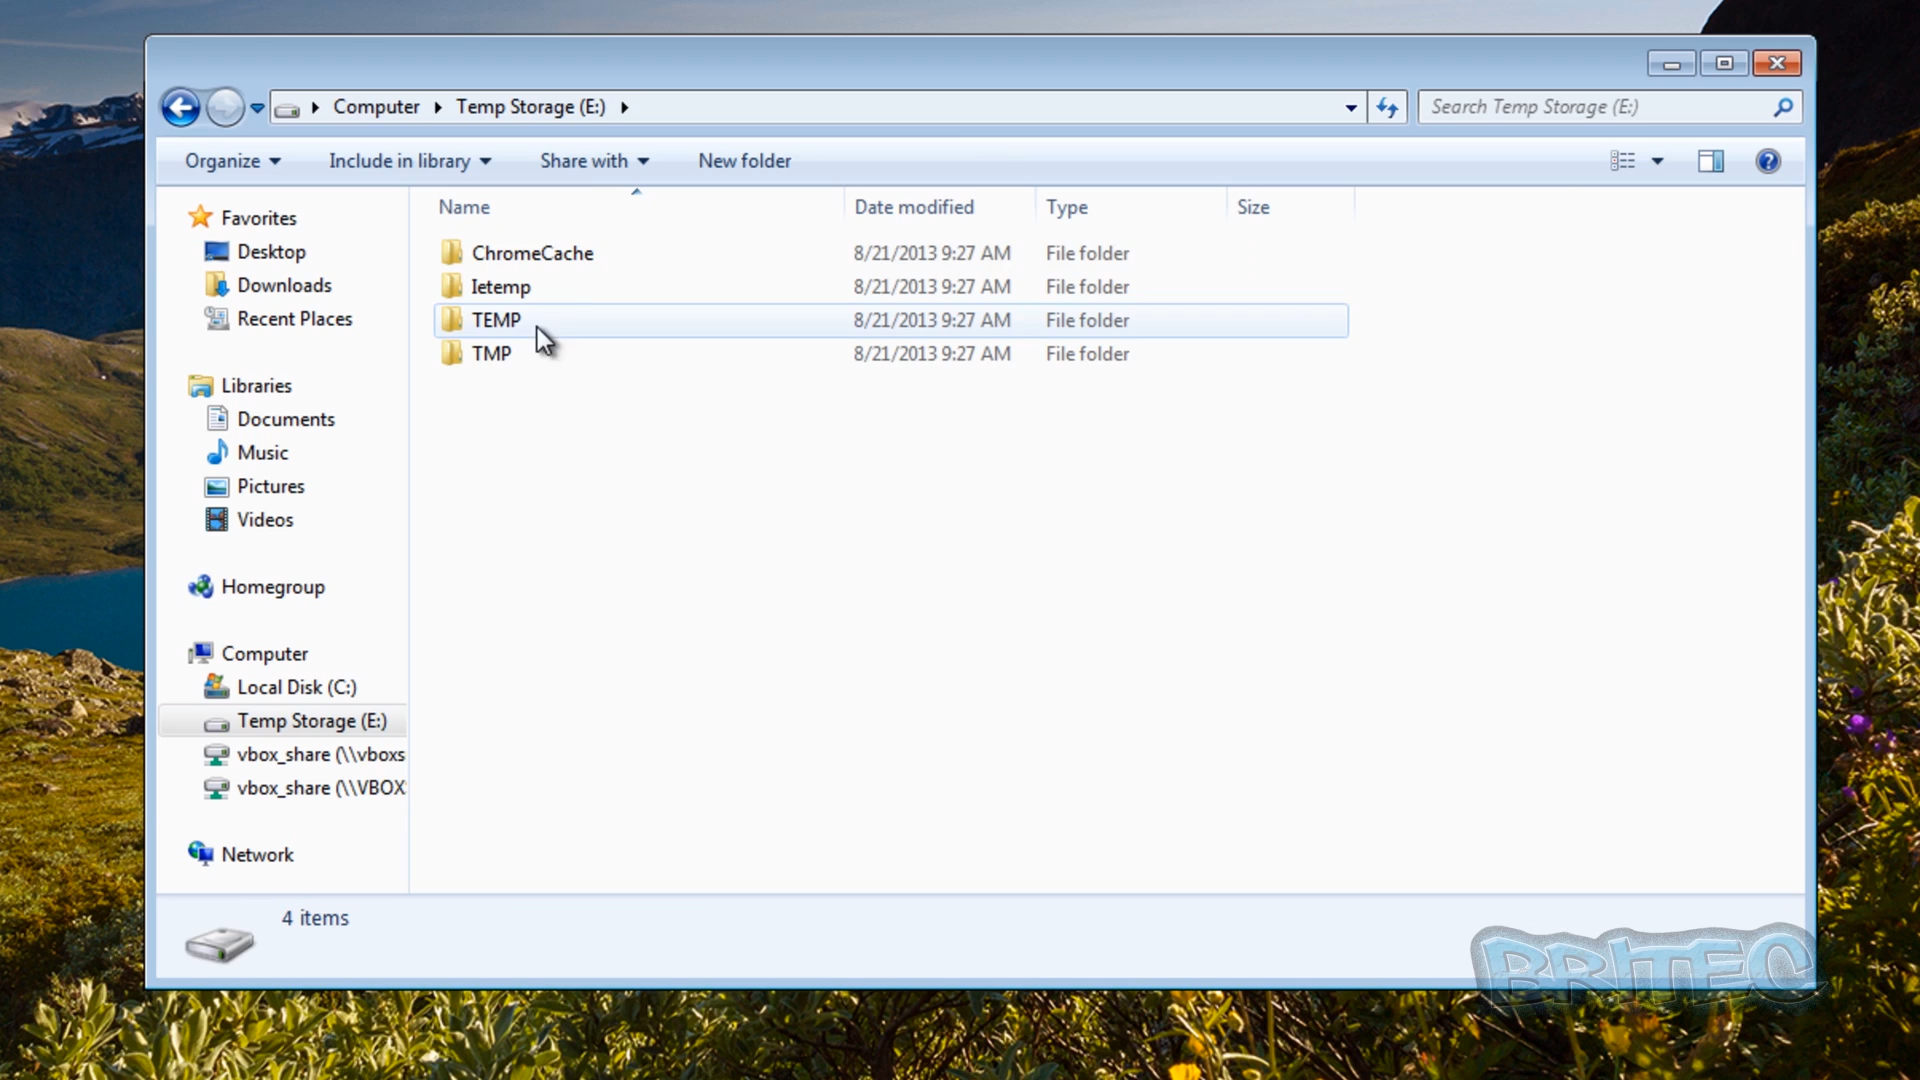 Computer
Temp Storage (E:)
Search Temp Storage (E:)
Organize
Include in library
Share with
New folder
Favorites
Desktop
Downloads
Recent Places
Libraries
Documents
Music
Pictures
Videos
Homegroup
Computer
Local Disk (C:)
Temp Storage (E:)
vbox_share (\\vboxs
vbox_share (\\VBOX
Network
Name Date modified Type Size
ChromeCache 8/21/2013 9:27 AM File folder
Ietemp 8/21/2013 9:27 AM File folder
TEMP 8/21/2013 9:27 AM File folder
TMP 8/21/2013 9:27 AM File folder
4 items
BRITEC